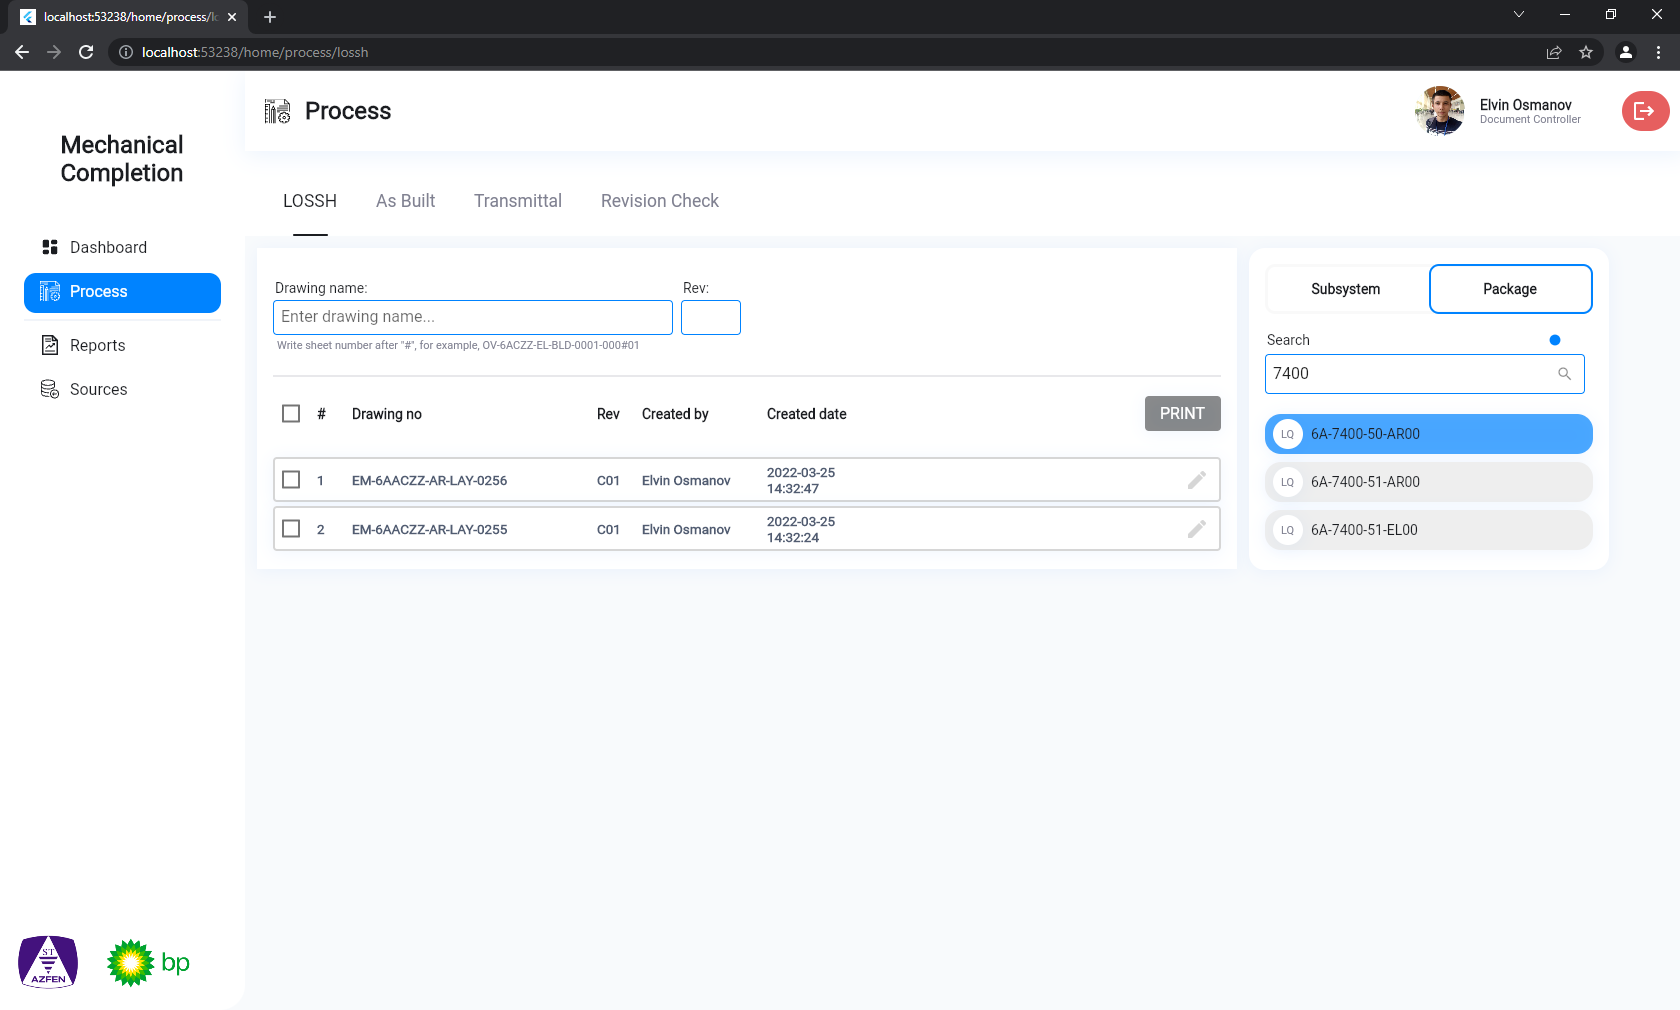 localhost:53238/home/process/lo
localhost:53238/home/process/lossh
Mechanical
Completion
Dashboard
Process
Reports
Sources
ST
AZFEN
bp
Process
Elvin Osmanov
Document Controller
LOSSH As Built Transmittal Revision Check
Drawing name: Rev:
Enter drawing name...
Write sheet number after "#", for example, OV-6ACZZ-EL-BLD-0001-000#01
# Drawing no Rev Created by Created date PRINT
1 EM-6AACZZ-AR-LAY-0256 C01 Elvin Osmanov 2022-03-25
14:32:47
2 EM-6AACZZ-AR-LAY-0255 C01 Elvin Osmanov 2022-03-25
14:32:24
Subsystem Package
Search
7400
LQ 6A-7400-50-AR00
LQ 6A-7400-51-AR00
LQ 6A-7400-51-EL00